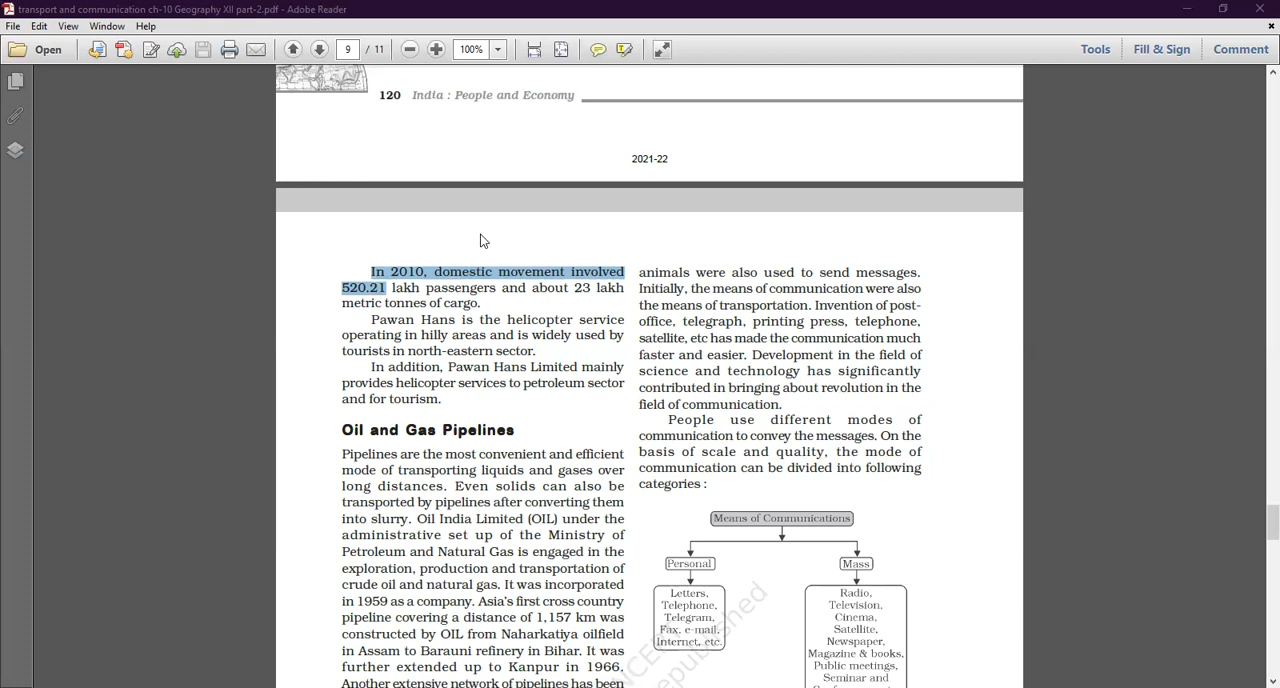 transport and communication ch-10 Geography XII part-2.pdf - Adobe Reader
File Edit View Window Help
Open 9 / 11 100% Tools Fill & Sign Comment
120 India : People and Economy
2021-22
In 2010, domestic movement involved
520.21 lakh passengers and about 23 lakh
metric tonnes of cargo.
Pawan Hans is the helicopter service
operating in hilly areas and is widely used by
tourists in north-eastern sector.
In addition, Pawan Hans Limited mainly
provides helicopter services to petroleum sector
and for tourism.
Oil and Gas Pipelines
Pipelines are the most convenient and efficient
mode of transporting liquids and gases over
long distances. Even solids can also be
transported by pipelines after converting them
into slurry. Oil India Limited (OIL) under the
administrative set up of the Ministry of
Petroleum and Natural Gas is engaged in the
exploration, production and transportation of
crude oil and natural gas. It was incorporated
in 1959 as a company. Asia's first cross country
pipeline covering a distance of 1,157 km was
constructed by OIL from Naharkatiya oilfield
in Assam to Barauni refinery in Bihar. It was
further extended up to Kanpur in 1966.
Another extensive network of pipelines has been
animals were also used to send messages.
Initially, the means of communication were also
the means of transportation. Invention of post-
office, telegraph, printing press, telephone,
satellite, etc has made the communication much
faster and easier. Development in the field of
science and technology has significantly
contributed in bringing about revolution in the
field of communication.
People use different modes of
communication to convey the messages. On the
basis of scale and quality, the mode of
communication can be divided into following
categories :
Means of Communications
Personal
Letters,
Telephone,
Telegram,
Fax, e-mail,
Internet, etc.
Mass
Radio,
Television,
Cinema,
Satellite,
Newspaper,
Magazine & books,
Public meetings,
Seminar and